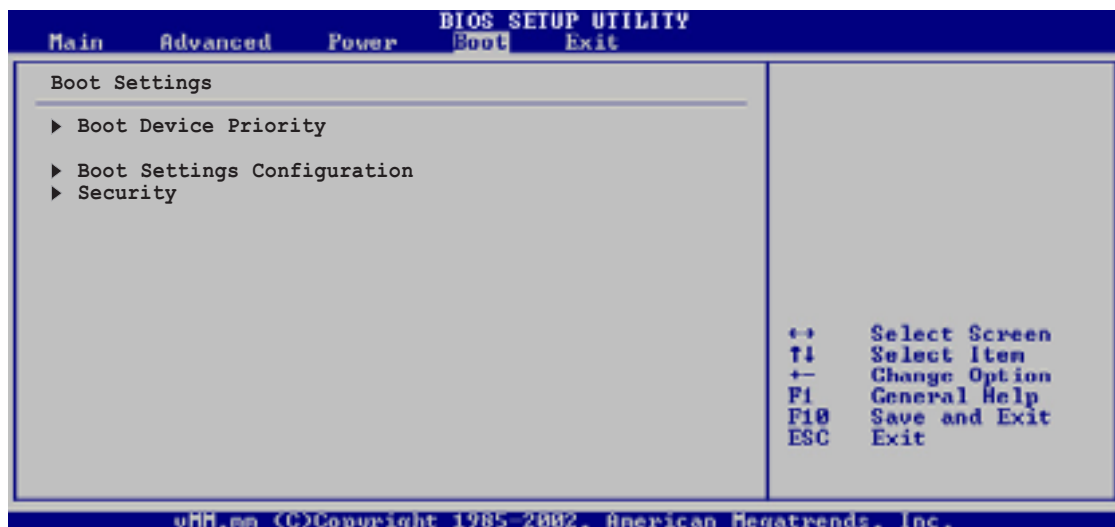 BIOS SETUP UTILITY
Main Advanced Power Boot Exit
Boot Settings
▶ Boot Device Priority
▶ Boot Settings Configuration
▶ Security
↔ Select Screen
↑↓ Select Item
+- Change Option
F1 General Help
F10 Save and Exit
ESC Exit
vMM.mm (C)Copyright 1985-2002, American Megatrends, Inc.